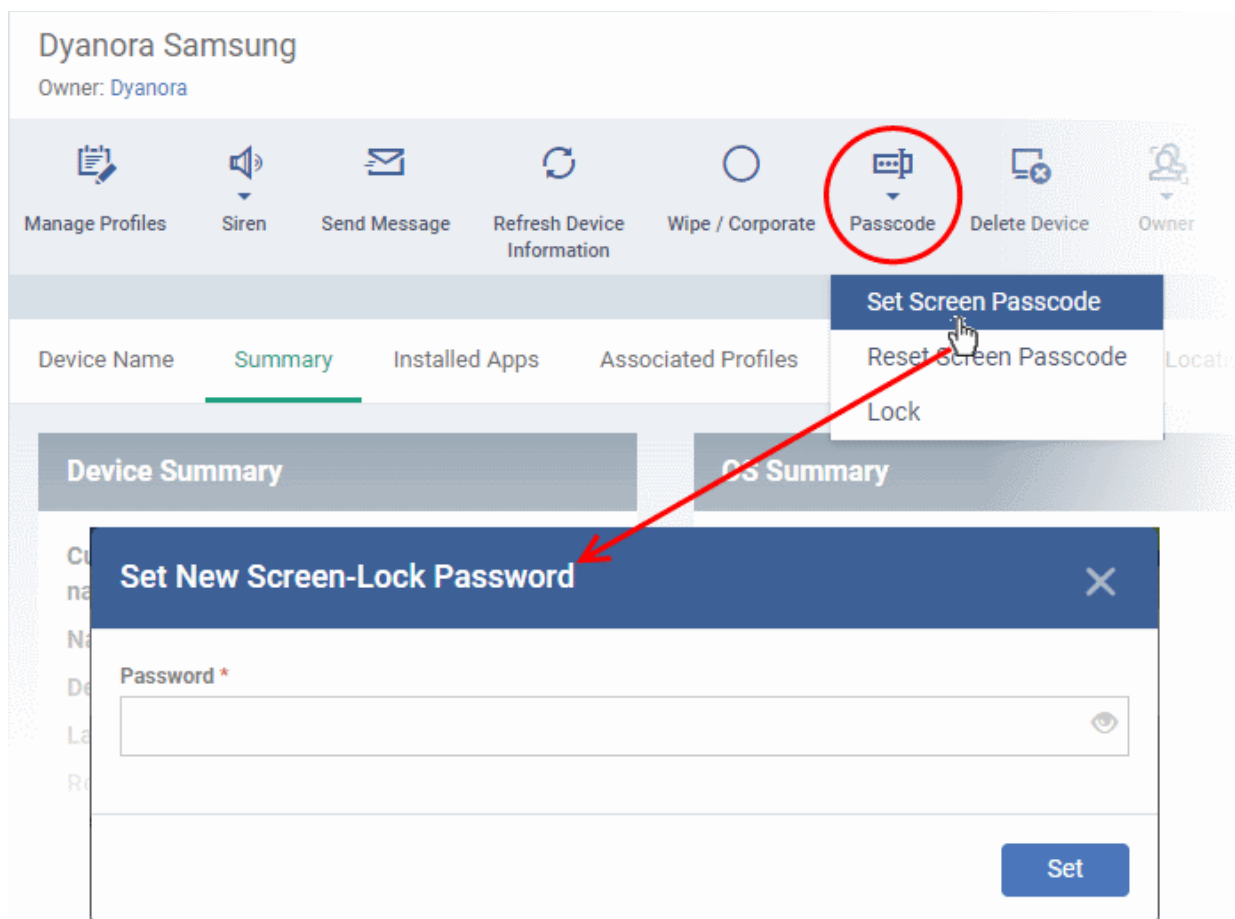 Dyanora Samsung
Owner: Dyanora
Manage Profiles
Siren
Send Message
Refresh Device
Information
Wipe / Corporate
Passcode
Delete Device
Owner
Set Screen Passcode
Reset Screen Passcode
Lock
Device Name
Summary
Installed Apps
Associated Profiles
Device Summary
OS Summary
Set New Screen-Lock Password
Password *
Set